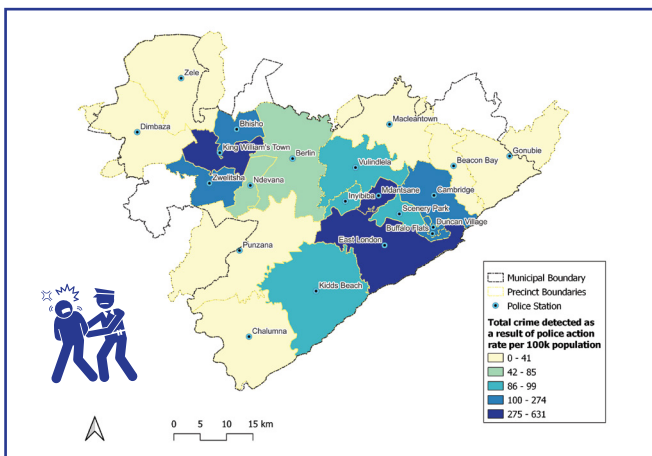 Zele
Dimbaza
Bhisho
King William's Town
Zwelitsha
Ndevana
Berlin
Macleantown
Gonubie
Beacon Bay
Vulindlela
Mdantsane
Inyibiba
Cambridge
Scenery Park
Duncan Village
Buffalo Flats
East London
Punzana
Kidds Beach
Chalumna
Municipal Boundary
Precinct Boundaries
Police Station
Total crime detected as
a result of police action
rate per 100k population
0 - 41
42 - 85
86 - 99
100 - 274
275 - 631
0 5 10 15 km